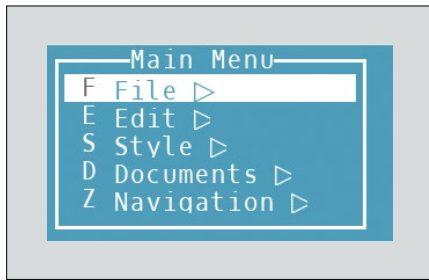 Main Menu
F File ▷
E Edit ▷
S Style ▷
D Documents ▷
Z Navigation ▷